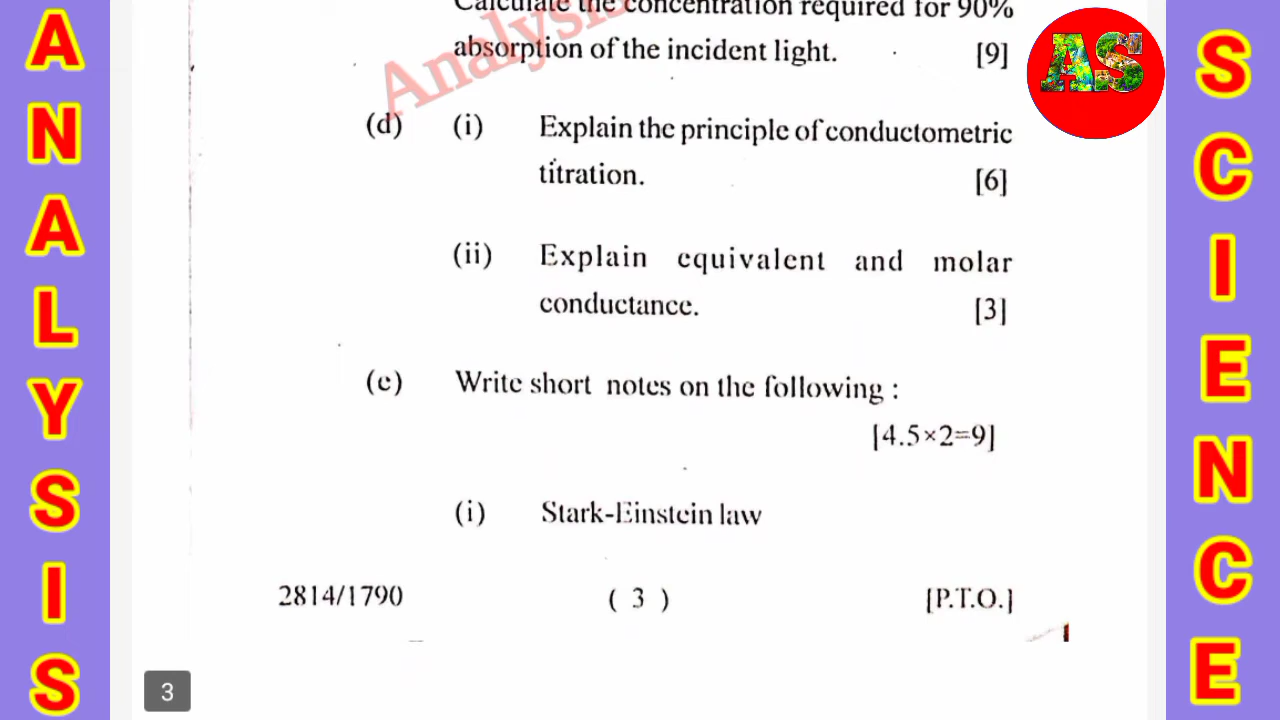 Calculate the concentration required for 90%
absorption of the incident light. [9]
Analysis
AS
(d) (i) Explain the principle of conductometric
titration. [6]
(ii) Explain equivalent and molar
conductance. [3]
(e) Write short notes on the following :
[4.5×2=9]
(i) Stark-Einstein law
2814/1790 ( 3 ) [P.T.O.]
3
ANALYSIS
SCIENCE